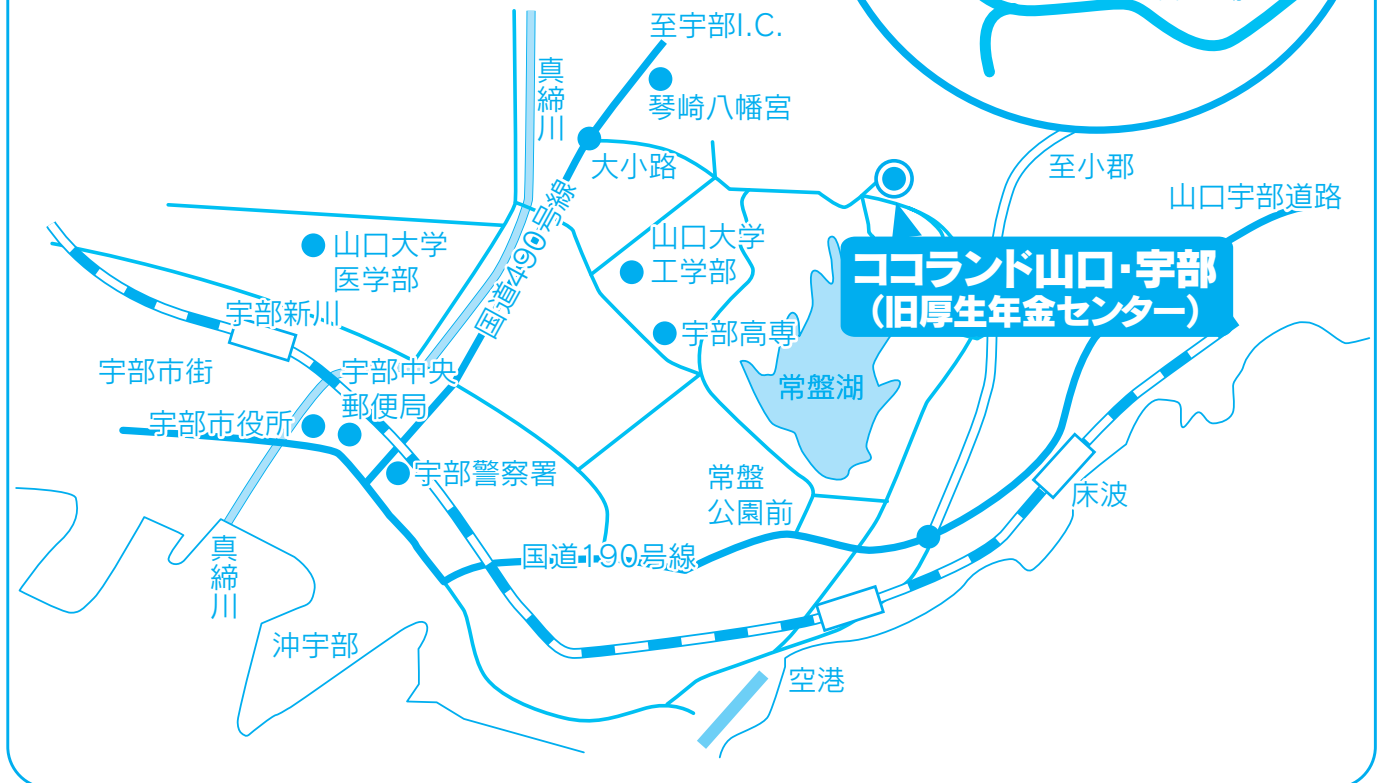 至宇部I.C.
真締川
琴崎八幡宮
大小路
至小郡
山口宇部道路
国道490号線
山口大学
医学部
山口大学
工学部
ココランド山口・宇部
(旧厚生年金センター)
宇部新川
宇部高専
宇部市街
宇部中央
郵便局
常盤湖
宇部市役所
宇部警察署
常盤
公園前
床波
真締川
国道190号線
沖宇部
空港